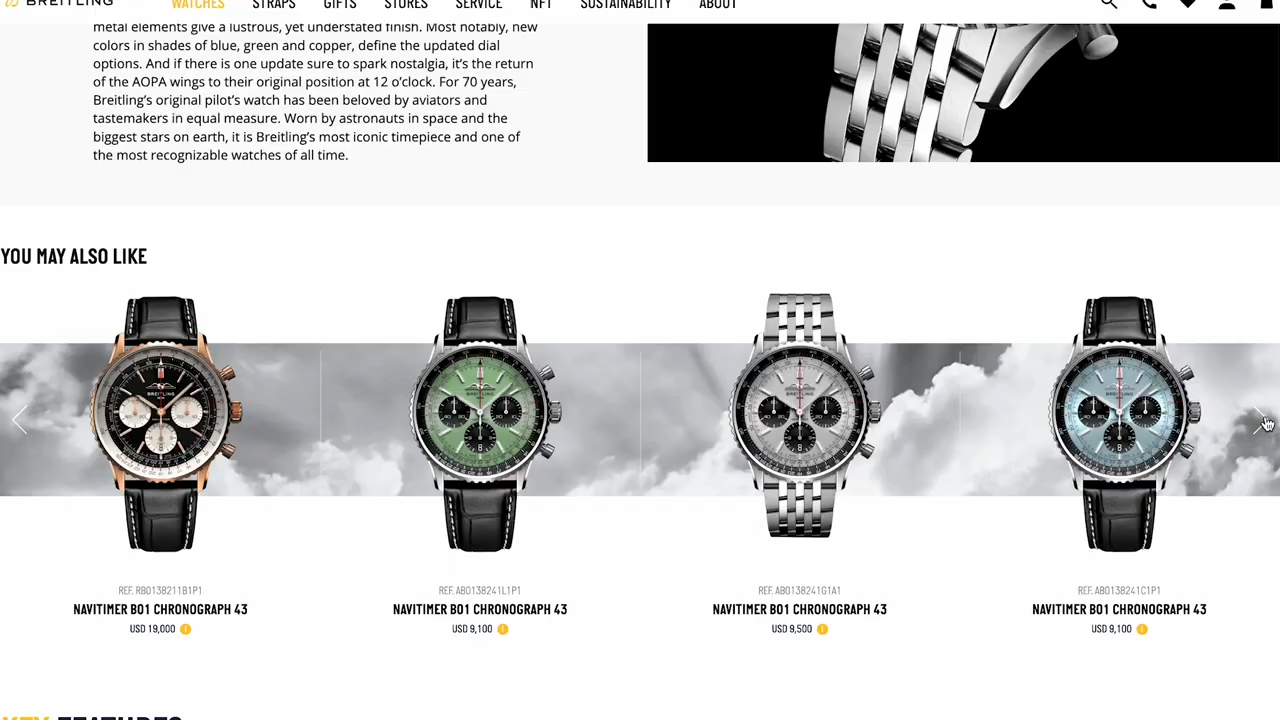 BREITLING
WATCHES STRAPS GIFTS STORES SERVICE NFT SUSTAINABILITY ABOUT
metal elements give a lustrous, yet understated finish. Most notably, new
colors in shades of blue, green and copper, define the updated dial
options. And if there is one update sure to spark nostalgia, it’s the return
of the AOPA wings to their original position at 12 o’clock. For 70 years,
Breitling’s original pilot’s watch has been beloved by aviators and
tastemakers in equal measure. Worn by astronauts in space and the
biggest stars on earth, it is Breitling’s most iconic timepiece and one of
the most recognizable watches of all time.
YOU MAY ALSO LIKE
BREITLING BREITLING BREITLING BREITLING
REF. RB0138211B1P1 REF. AB0138241L1P1 REF. AB0138241G1A1 REF. AB0138241C1P1
NAVITIMER B01 CHRONOGRAPH 43 NAVITIMER B01 CHRONOGRAPH 43 NAVITIMER B01 CHRONOGRAPH 43 NAVITIMER B01 CHRONOGRAPH 43
USD 19,000 USD 9,100 USD 9,500 USD 9,100
KEY FEATURES